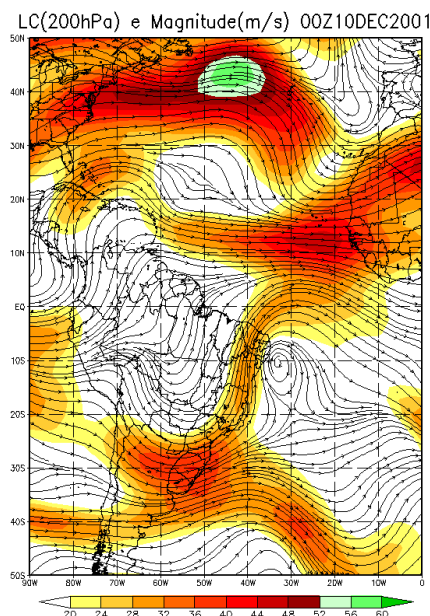 LC(200hPa) e Magnitude(m/s) 00Z10DEC2001
50N
40N
30N
20N
10N
EQ
10S
20S
30S
40S
50S
90W 80W 70W 60W 50W 40W 30W 20W 10W 0
20 24 28 32 36 40 44 48 52 56 60